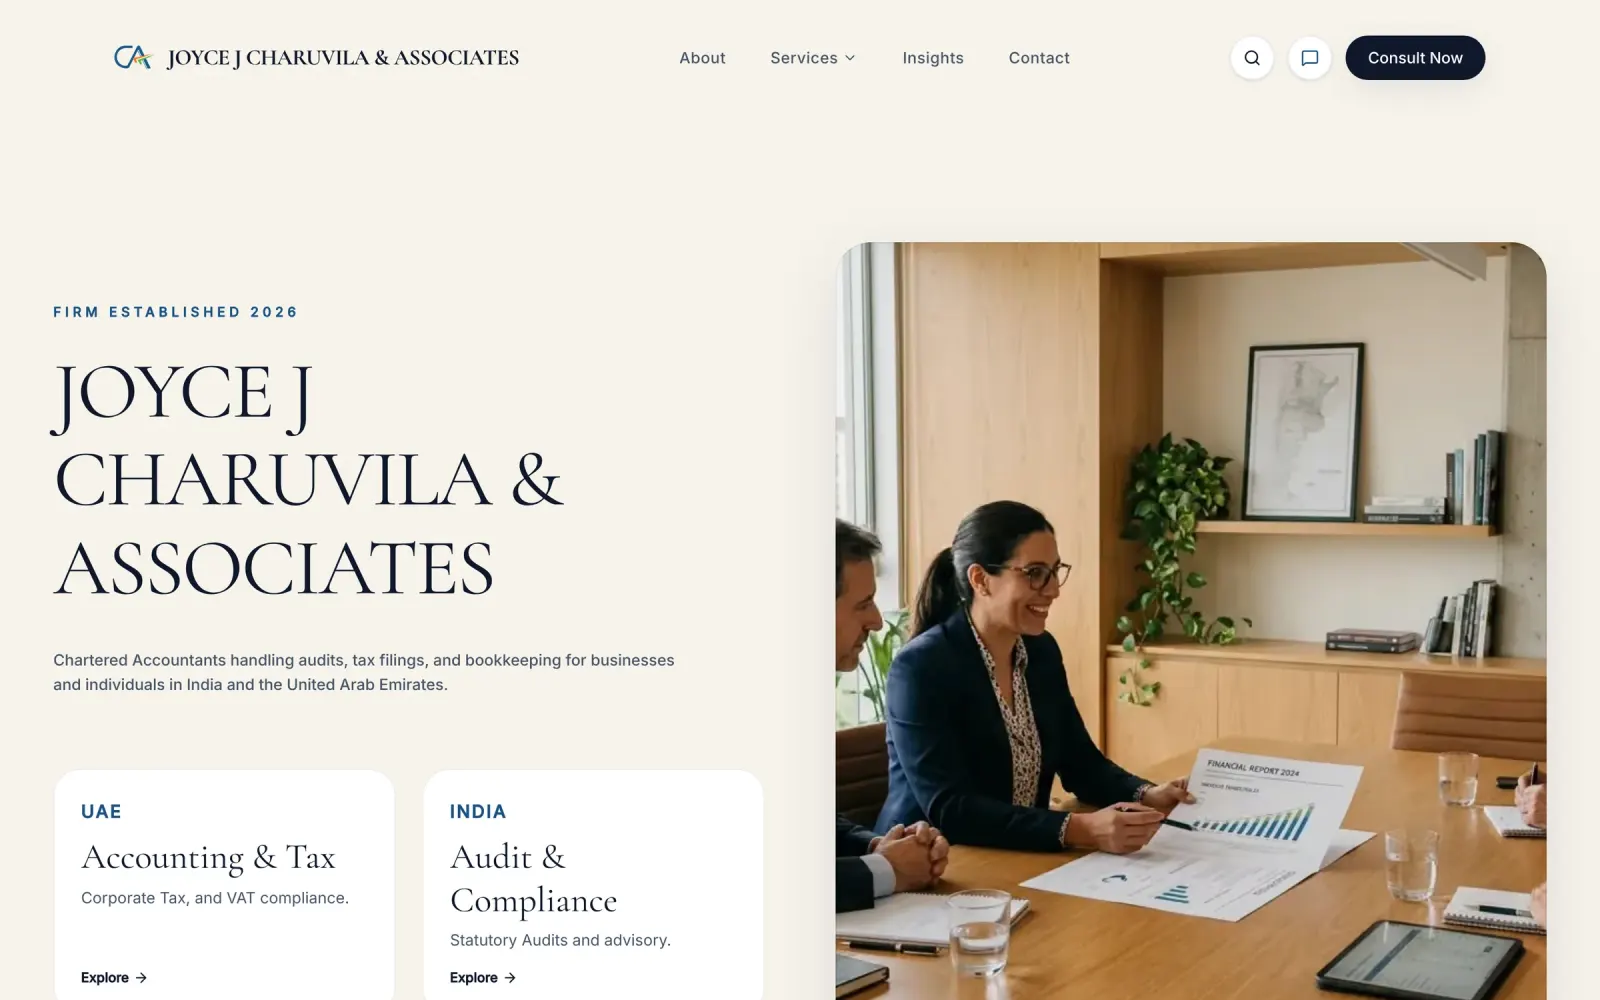 CA JOYCE J CHARUVILA & ASSOCIATES
About
Services
Insights
Contact
Consult Now
FIRM ESTABLISHED 2026
JOYCE J
CHARUVILA &
ASSOCIATES
Chartered Accountants handling audits, tax filings, and bookkeeping for businesses
and individuals in India and the United Arab Emirates.
UAE
Accounting & Tax
Corporate Tax, and VAT compliance.
Explore →
INDIA
Audit &
Compliance
Statutory Audits and advisory.
Explore →
FINANCIAL REPORT 2024